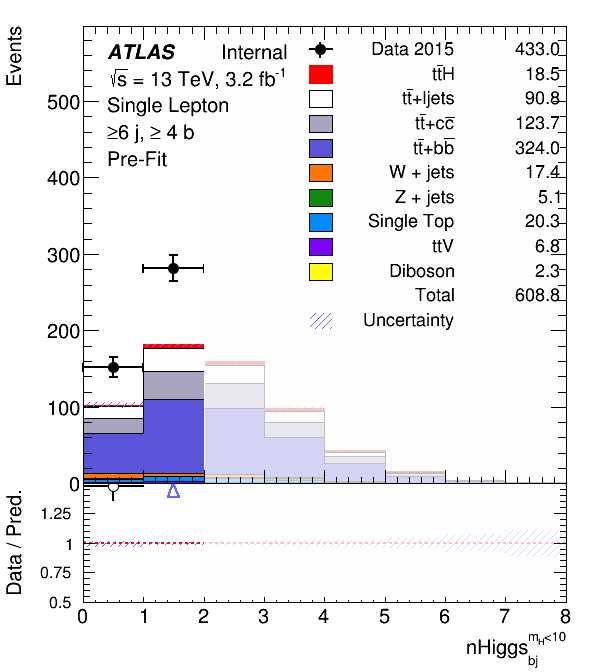 Events
ATLAS Internal
√s = 13 TeV, 3.2 fb-1
Single Lepton
≥6 j, ≥ 4 b
Pre-Fit
Data 2015 433.0
tt̄H 18.5
tt̄+ljets 90.8
tt̄+cc̄ 123.7
tt̄+bb̄ 324.0
W + jets 17.4
Z + jets 5.1
Single Top 20.3
ttV 6.8
Diboson 2.3
Total 608.8
Uncertainty
500
400
300
200
100
0
Data / Pred.
1.25
1
0.75
0.5
0 1 2 3 4 5 6 7 8
nHiggs mH<10 bj